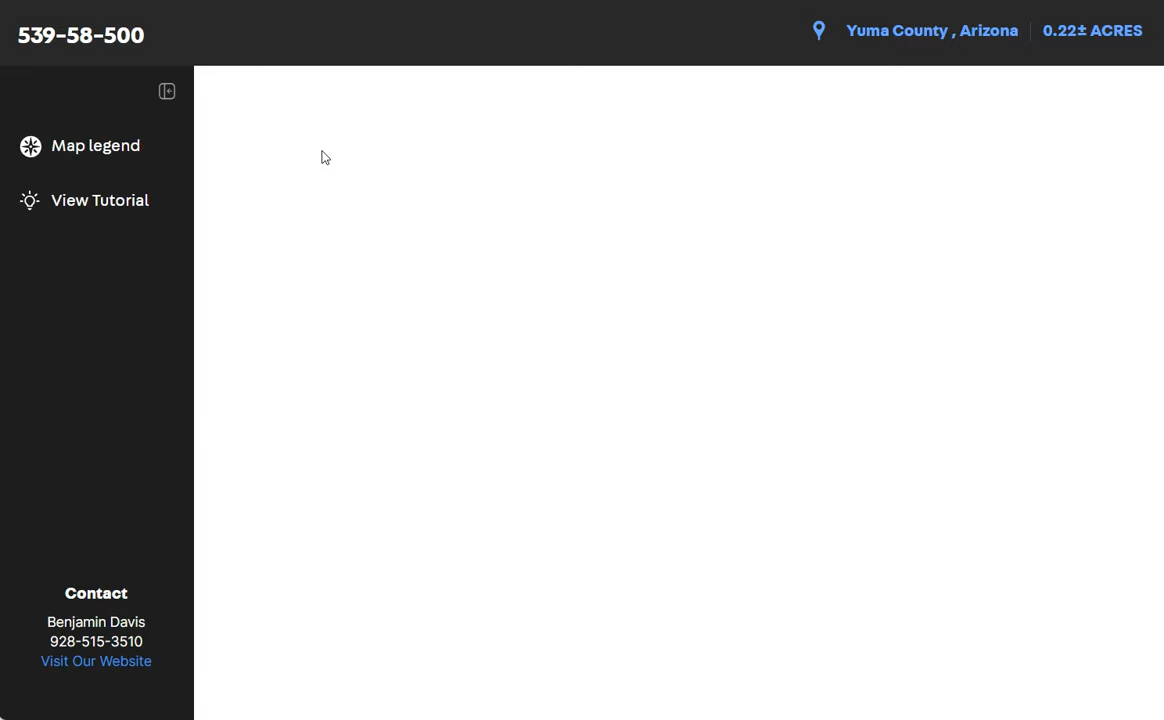 539-58-500
Yuma County , Arizona
0.22± ACRES
Map legend
View Tutorial
Contact
Benjamin Davis
928-515-3510
Visit Our Website